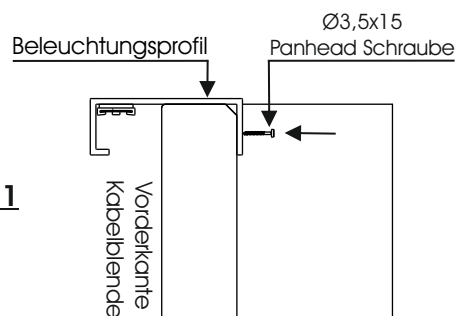 Ø3,5x15
Beleuchtungsprofil
Panhead Schraube
1
Vorderkante
Kabelblende